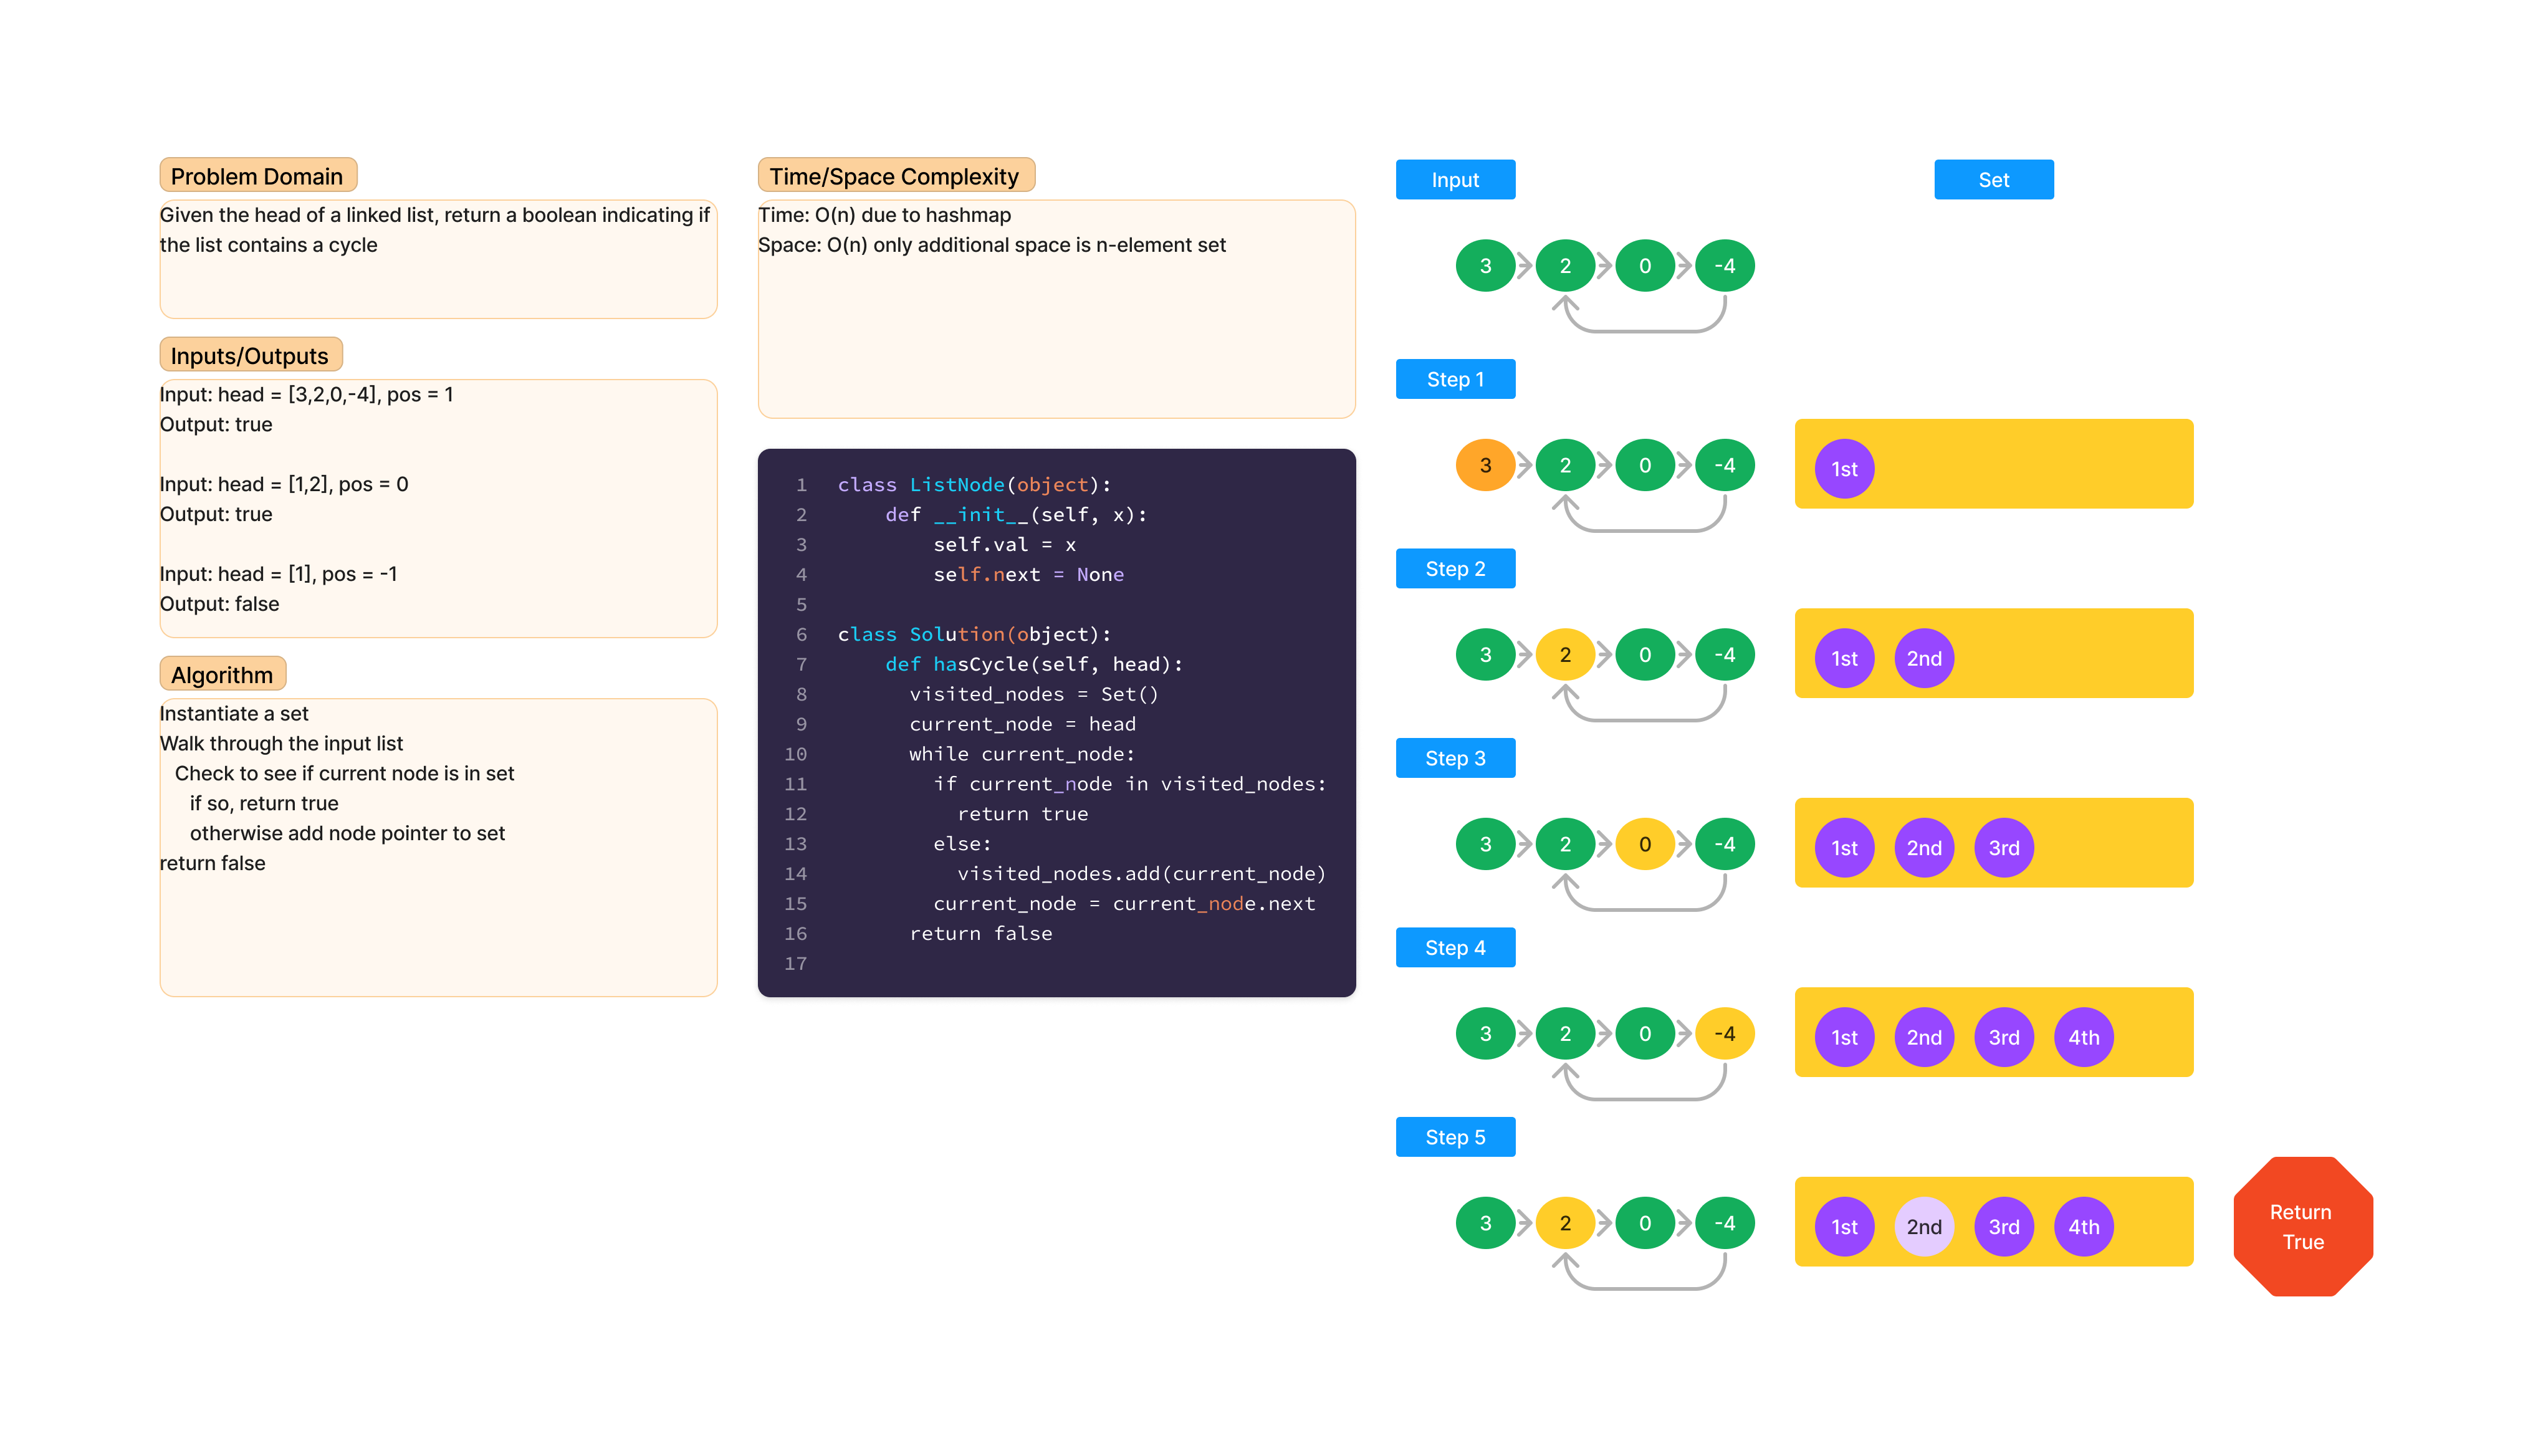 Problem Domain
Given the head of a linked list, return a boolean indicating if
the list contains a cycle
Inputs/Outputs
Input: head = [3,2,0,-4], pos = 1
Output: true
Input: head = [1,2], pos = 0
Output: true
Input: head = [1], pos = -1
Output: false
Algorithm
Instantiate a set
Walk through the input list
Check to see if current node is in set
if so, return true
otherwise add node pointer to set
return false
Time/Space Complexity
Time: O(n) due to hashmap
Space: O(n) only additional space is n-element set
1 class ListNode(object):
2 def __init__(self, x):
3 self.val = x
4 self.next = None
5
6 class Solution(object):
7 def hasCycle(self, head):
8 visited_nodes = Set()
9 current_node = head
10 while current_node:
11 if current_node in visited_nodes:
12 return true
13 else:
14 visited_nodes.add(current_node)
15 current_node = current_node.next
16 return false
17
Input Set
3 2 0 -4
Step 1
3 2 0 -4 1st
Step 2
3 2 0 -4 1st 2nd
Step 3
3 2 0 -4 1st 2nd 3rd
Step 4
3 2 0 -4 1st 2nd 3rd 4th
Step 5
3 2 0 -4 1st 2nd 3rd 4th
Return
True